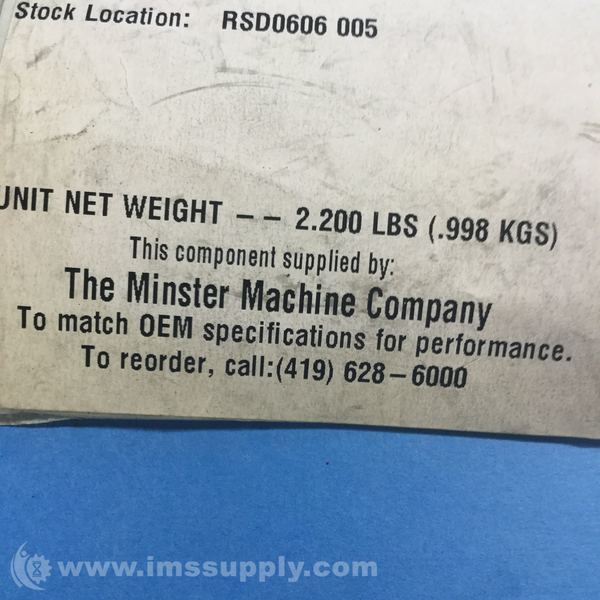 Stock Location: RSD0606 005
UNIT NET WEIGHT -- 2.200 LBS (.998 KGS)
This component supplied by:
The Minster Machine Company
To match OEM specifications for performance.
To reorder, call:(419) 628-6000
www.imssupply.com